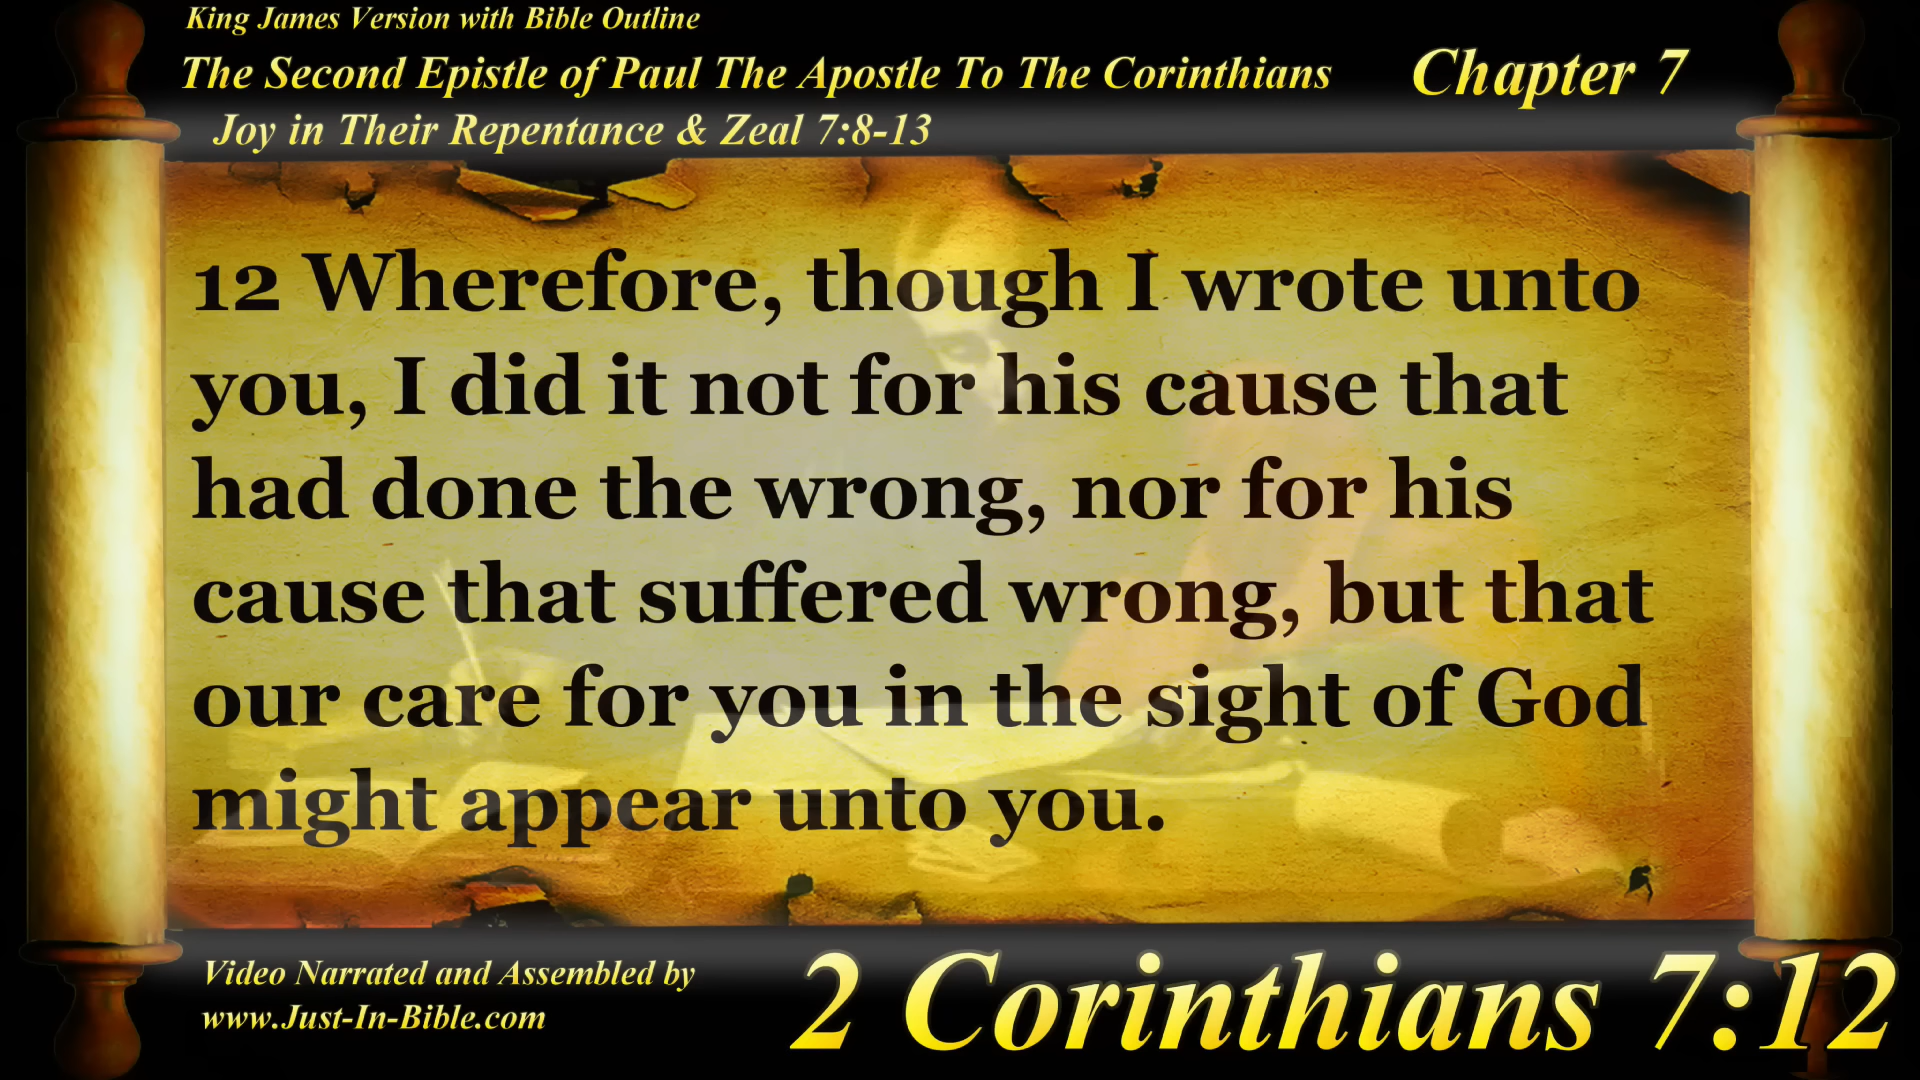 King James Version with Bible Outline
The Second Epistle of Paul The Apostle To The Corinthians
Chapter 7
Joy in Their Repentance & Zeal 7:8-13
12 Wherefore, though I wrote unto
you, I did it not for his cause that
had done the wrong, nor for his
cause that suffered wrong, but that
our care for you in the sight of God
might appear unto you.
Video Narrated and Assembled by
www.Just-In-Bible.com
2 Corinthians 7:12